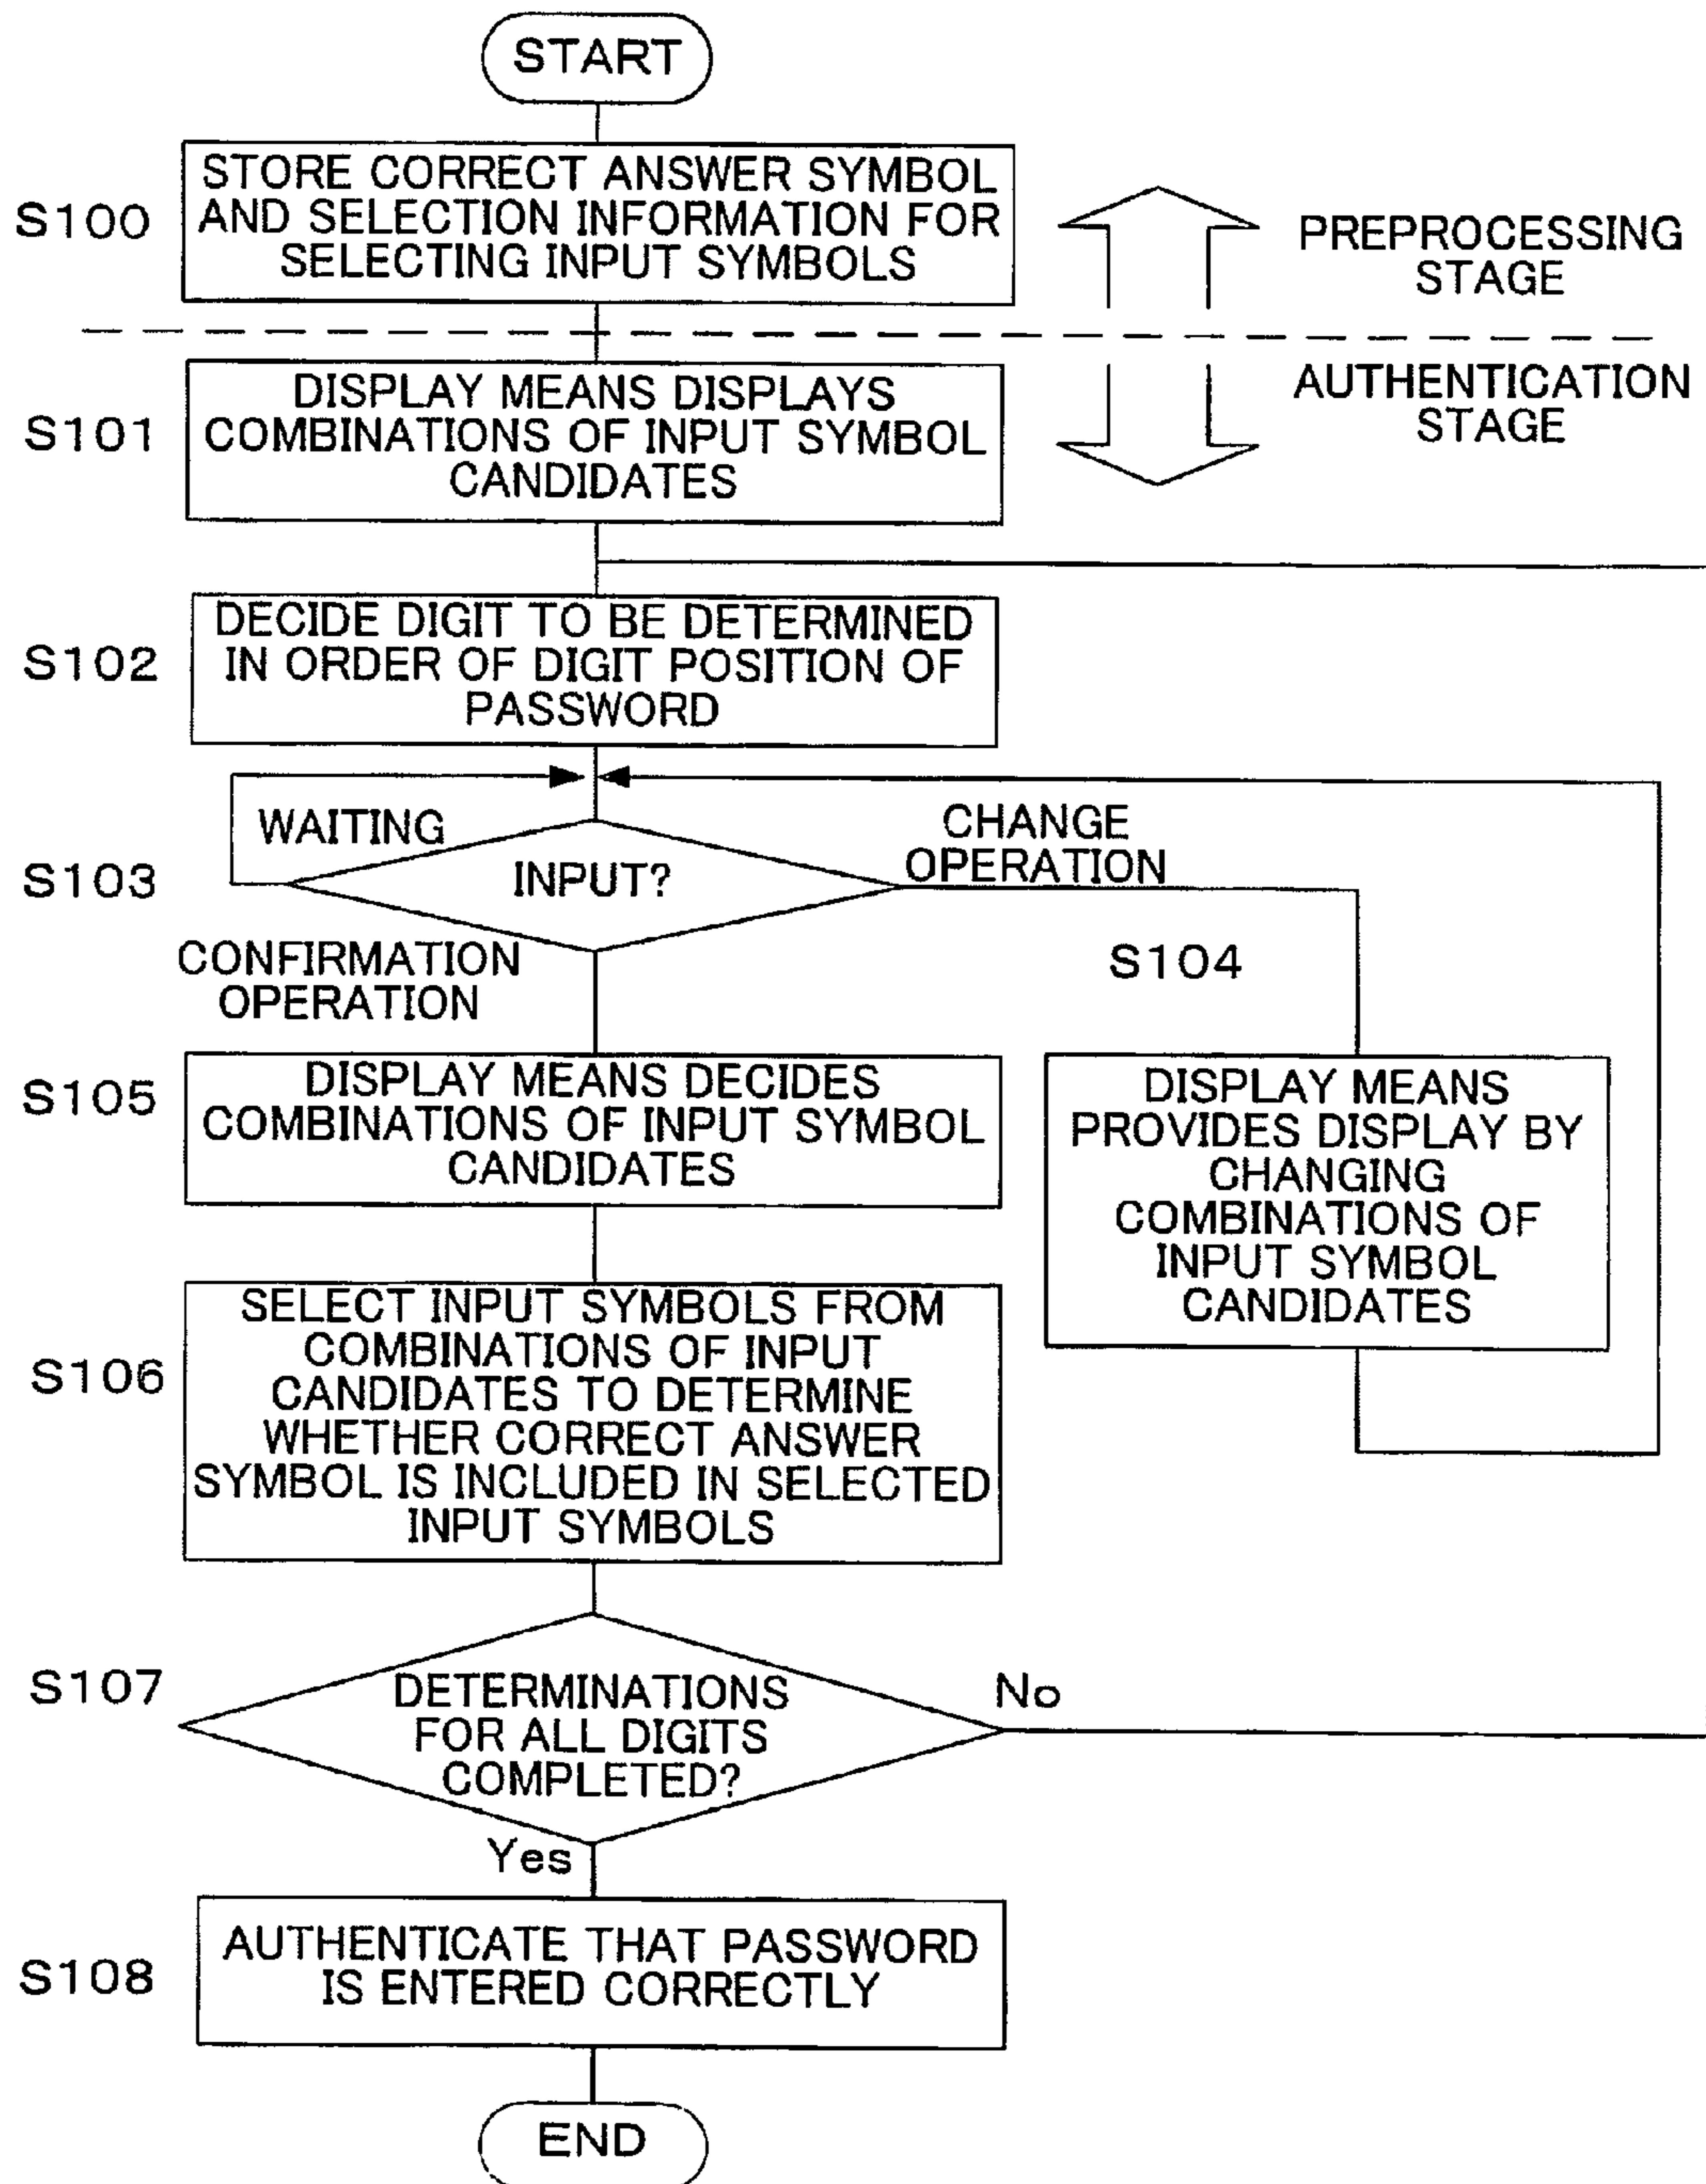 START
S100
STORE CORRECT ANSWER SYMBOL
AND SELECTION INFORMATION FOR
SELECTING INPUT SYMBOLS
PREPROCESSING
STAGE
AUTHENTICATION
STAGE
S101
DISPLAY MEANS DISPLAYS
COMBINATIONS OF INPUT SYMBOL
CANDIDATES
S102
DECIDE DIGIT TO BE DETERMINED
IN ORDER OF DIGIT POSITION OF
PASSWORD
WAITING
S103
INPUT?
CHANGE
OPERATION
CONFIRMATION
OPERATION
S104
DISPLAY MEANS
PROVIDES DISPLAY BY
CHANGING
COMBINATIONS OF
INPUT SYMBOL
CANDIDATES
S105
DISPLAY MEANS DECIDES
COMBINATIONS OF INPUT SYMBOL
CANDIDATES
S106
SELECT INPUT SYMBOLS FROM
COMBINATIONS OF INPUT
CANDIDATES TO DETERMINE
WHETHER CORRECT ANSWER
SYMBOL IS INCLUDED IN SELECTED
INPUT SYMBOLS
S107
DETERMINATIONS
FOR ALL DIGITS
COMPLETED?
No
Yes
S108
AUTHENTICATE THAT PASSWORD
IS ENTERED CORRECTLY
END